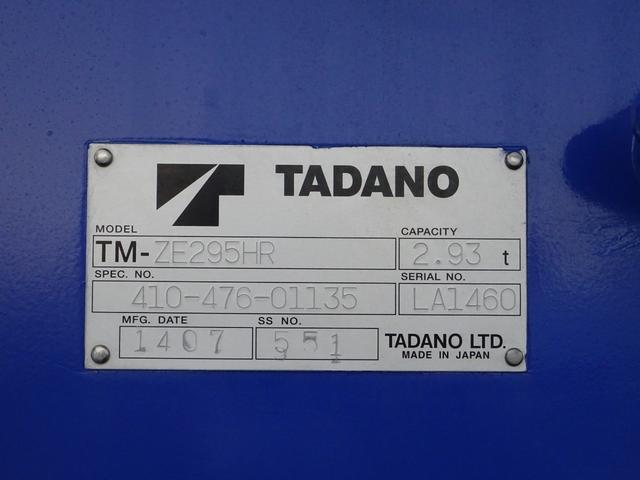 TADANO
MODEL CAPACITY
TM-ZE295HR 2.93 t
SPEC. NO. SERIAL NO.
410-476-01135 LA1460
MFG. DATE SS NO.
1407 551 TADANO LTD.
MADE IN JAPAN